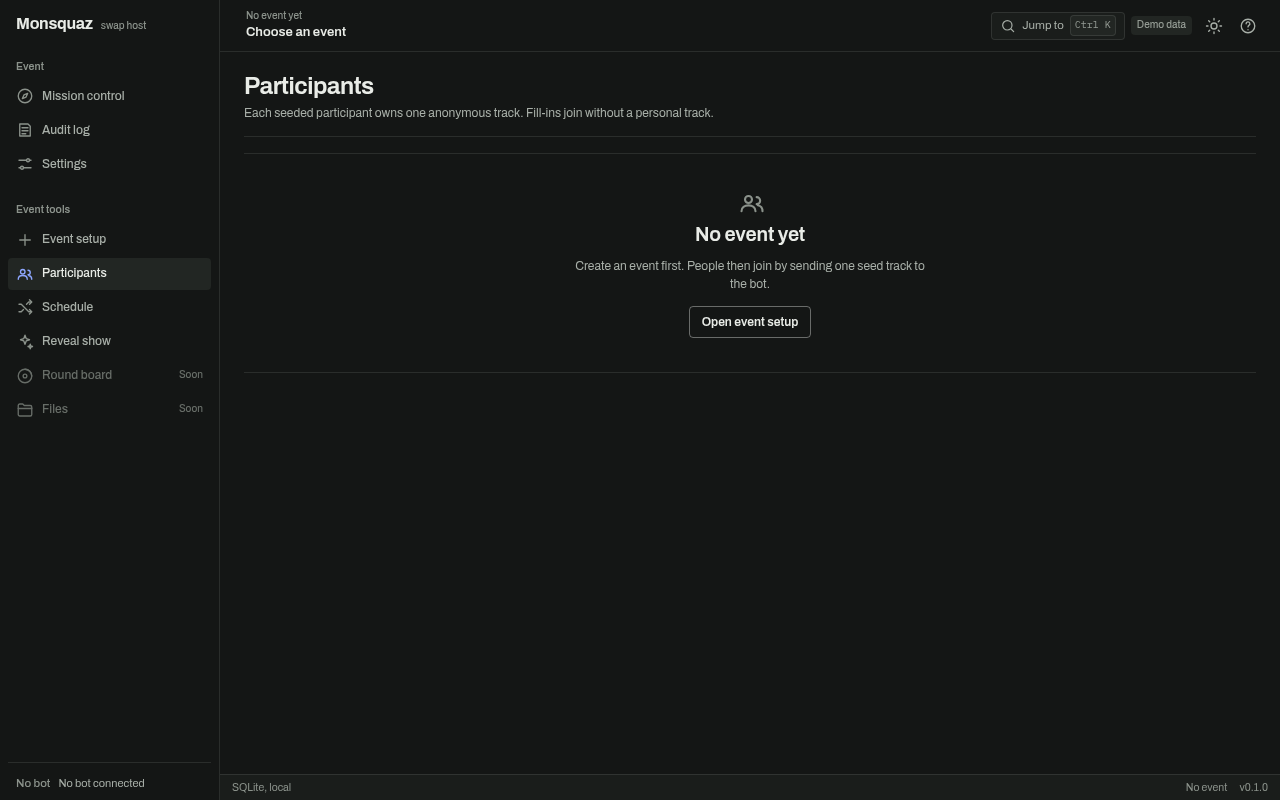 Monsquaz swap host
Event
Mission control
Audit log
Settings
Event tools
Event setup
Participants
Schedule
Reveal show
Round board Soon
Files Soon
No bot No bot connected
No event yet
Choose an event
Jump to Ctrl K
Demo data
Participants
Each seeded participant owns one anonymous track. Fill-ins join without a personal track.
No event yet
Create an event first. People then join by sending one seed track to
the bot.
Open event setup
SQLite, local
No event v0.1.0